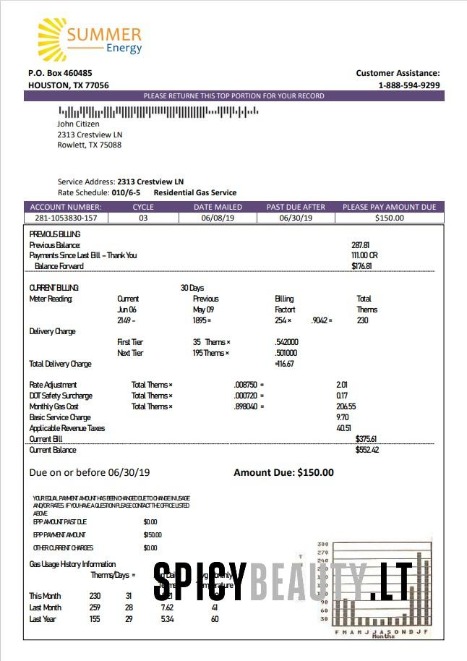 SUMMER
Energy
P.O. Box 460485
HOUSTON, TX 77056
Customer Assistance:
1-888-594-9299
PLEASE RETURNE THIS TOP PORTION FOR YOUR RECORD
John Citizen
2313 Crestview LN
Rowlett, TX 75088
Service Address: 2313 Crestview LN
Rate Schedule: 010/6-5 Residential Gas Service
ACCOUNT NUMBER: CYCLE DATE MAILED PAST DUE AFTER PLEASE PAY AMOUNT DUE
281-1053830-157 03 06/08/19 06/30/19 $150.00
PREVIOUS BILLING
Previous Balance 287.81
Payments Since Last Bill – Thank You 111.00 CR
Balance Forward $176.81
CURRENT BILLING 30 Days
Meter Reading Current Previous Billing Total
Jun 06 May 09 Factort Therms
2149 – 1895 = 254 × .9042 = 230
Delivery Charge
First Tier 35 Therms × .542000
Next Tier 195 Therms × .501000
Total Delivery Charge =116.67
Rate Adjustment Total Therms × .008750 = 2.01
DOT Safety Surcharge Total Therms × .000720 = 0.17
Monthly Gas Cost Total Therms × .898040 = 206.55
Basic Service Charge 9.70
Applicable Revenue Taxes 40.51
Current Bill $375.61
Current Balance $552.42
Due on or before 06/30/19 Amount Due: $150.00
YOUR EQUAL PAYMENT AMOUNT HAS BEEN CHANGED DUE TO CHANGE IN USAGE
AND/OR RATES. IF YOU HAVE A QUESTION PLEASE CONTACT THE OFFICE LISTED
ABOVE.
EPP AMOUNT PAST DUE $0.00
EPP PAYMENT AMOUNT $150.00
OTHER CURRENT CHARGES $0.00
Gas Usage History Information
Therms/Days =
SPICYBEAUTY.LT
This Month 230 31
Last Month 259 28 7.62 41
Last Year 155 29 5.34 60
300
270
240
210
180
150
120
90
60
30
F M A M J J A S O N D J F
Months